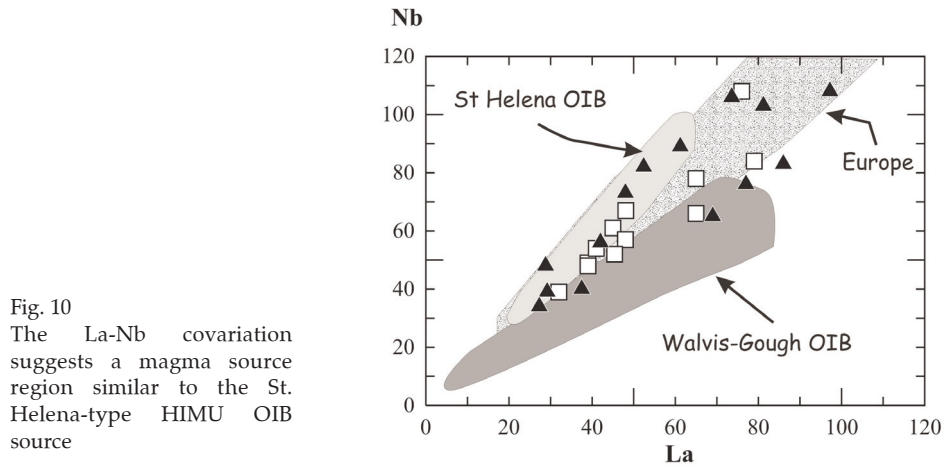 Nb
120
100
80
60
40
20
0
St Helena OIB
Europe
Walvis-Gough OIB
0 20 40 60 80 100 120
La
Fig. 10
The La-Nb covariation
suggests a magma source
region similar to the St.
Helena-type HIMU OIB
source